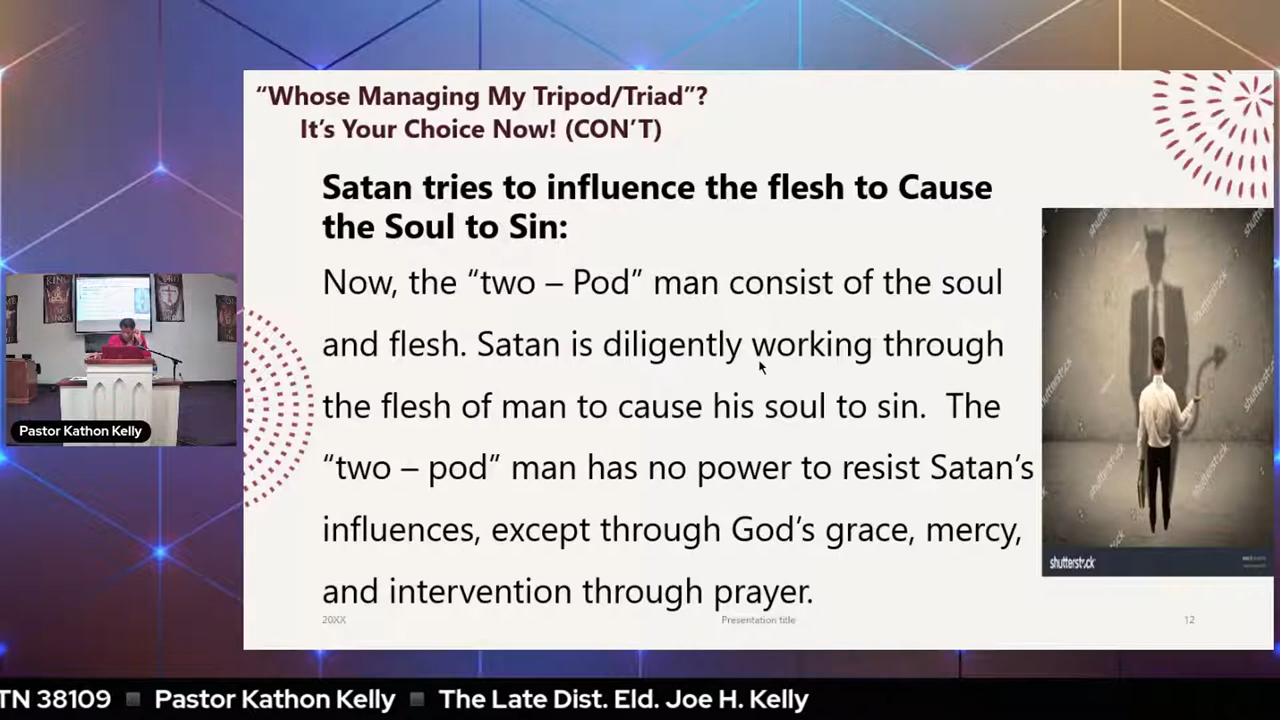 “Whose Managing My Tripod/Triad”?
It’s Your Choice Now! (CON’T)
Satan tries to influence the flesh to Cause
the Soul to Sin:
Now, the “two – Pod” man consist of the soul
and flesh. Satan is diligently working through
the flesh of man to cause his soul to sin.  The
“two – pod” man has no power to resist Satan’s
influences, except through God’s grace, mercy,
and intervention through prayer.
20XX
Presentation title
12
shutterstock
Pastor Kathon Kelly
TN 38109 ▪ Pastor Kathon Kelly ▪ The Late Dist. Eld. Joe H. Kelly